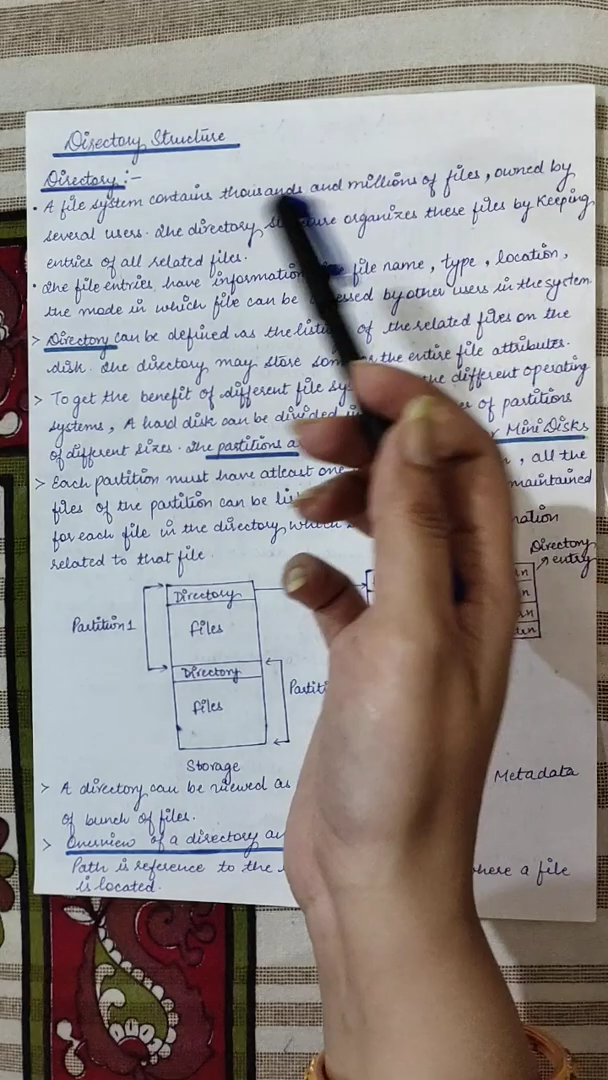 Directory Structure
Directory :-
• A file system contains thousands and millions of files, owned by
several users. The directory organizes these files by Keeping
entries of all related files.
• The file entries have information file name, type, location,
the mode in which file can be by other users in the system
> Directory can be defined as the of the related files on the
disk. The directory may store the entire file attributes.
> To get the benefit of different file the different operating
systems, A hard disk can be of partitions
of different sizes. The partitions Mini Disks
> Each partition must have atleast one , all the
files of the partition can be maintained
for each file in the directory
related to that file.
Directory
entry
Directory
Partition 1
files
Directory
files
Storage
> A directory can be viewed as Metadata
of bunch of files.
> Overview of a directory
Path is reference to the where a file
is located.